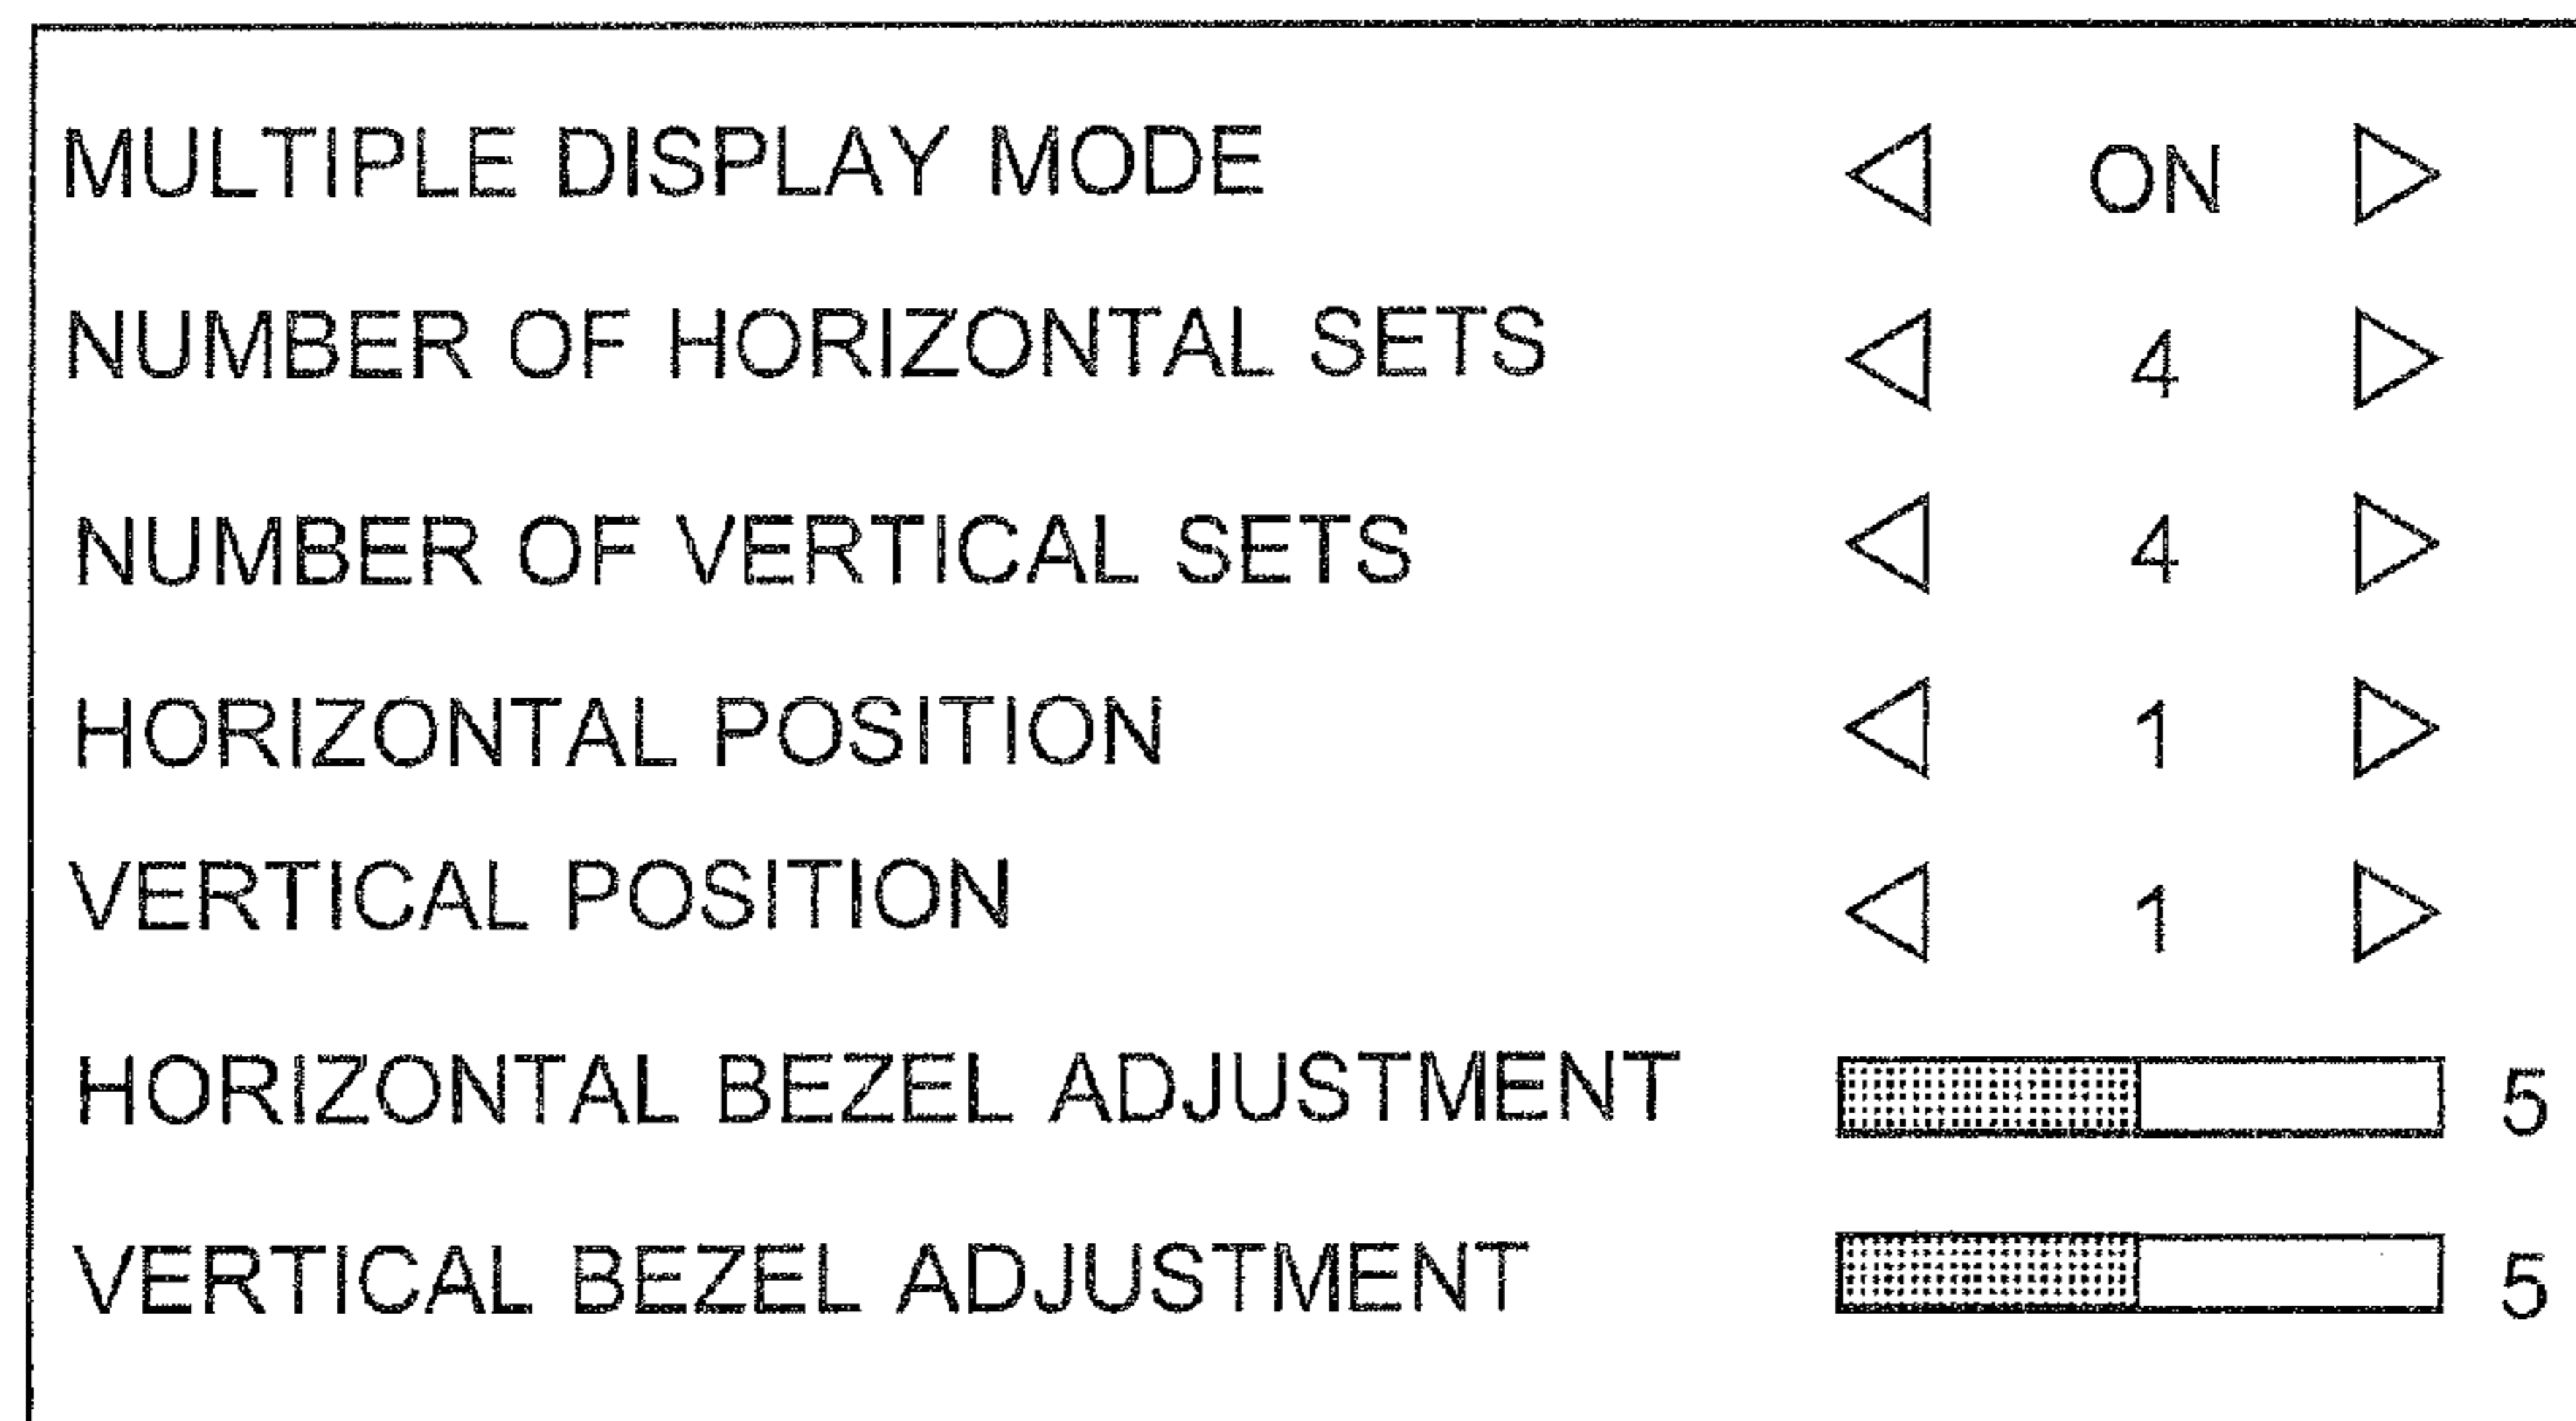 MULTIPLE DISPLAY MODE ON
NUMBER OF HORIZONTAL SETS 4
NUMBER OF VERTICAL SETS 4
HORIZONTAL POSITION 1
VERTICAL POSITION 1
HORIZONTAL BEZEL ADJUSTMENT 5
VERTICAL BEZEL ADJUSTMENT 5